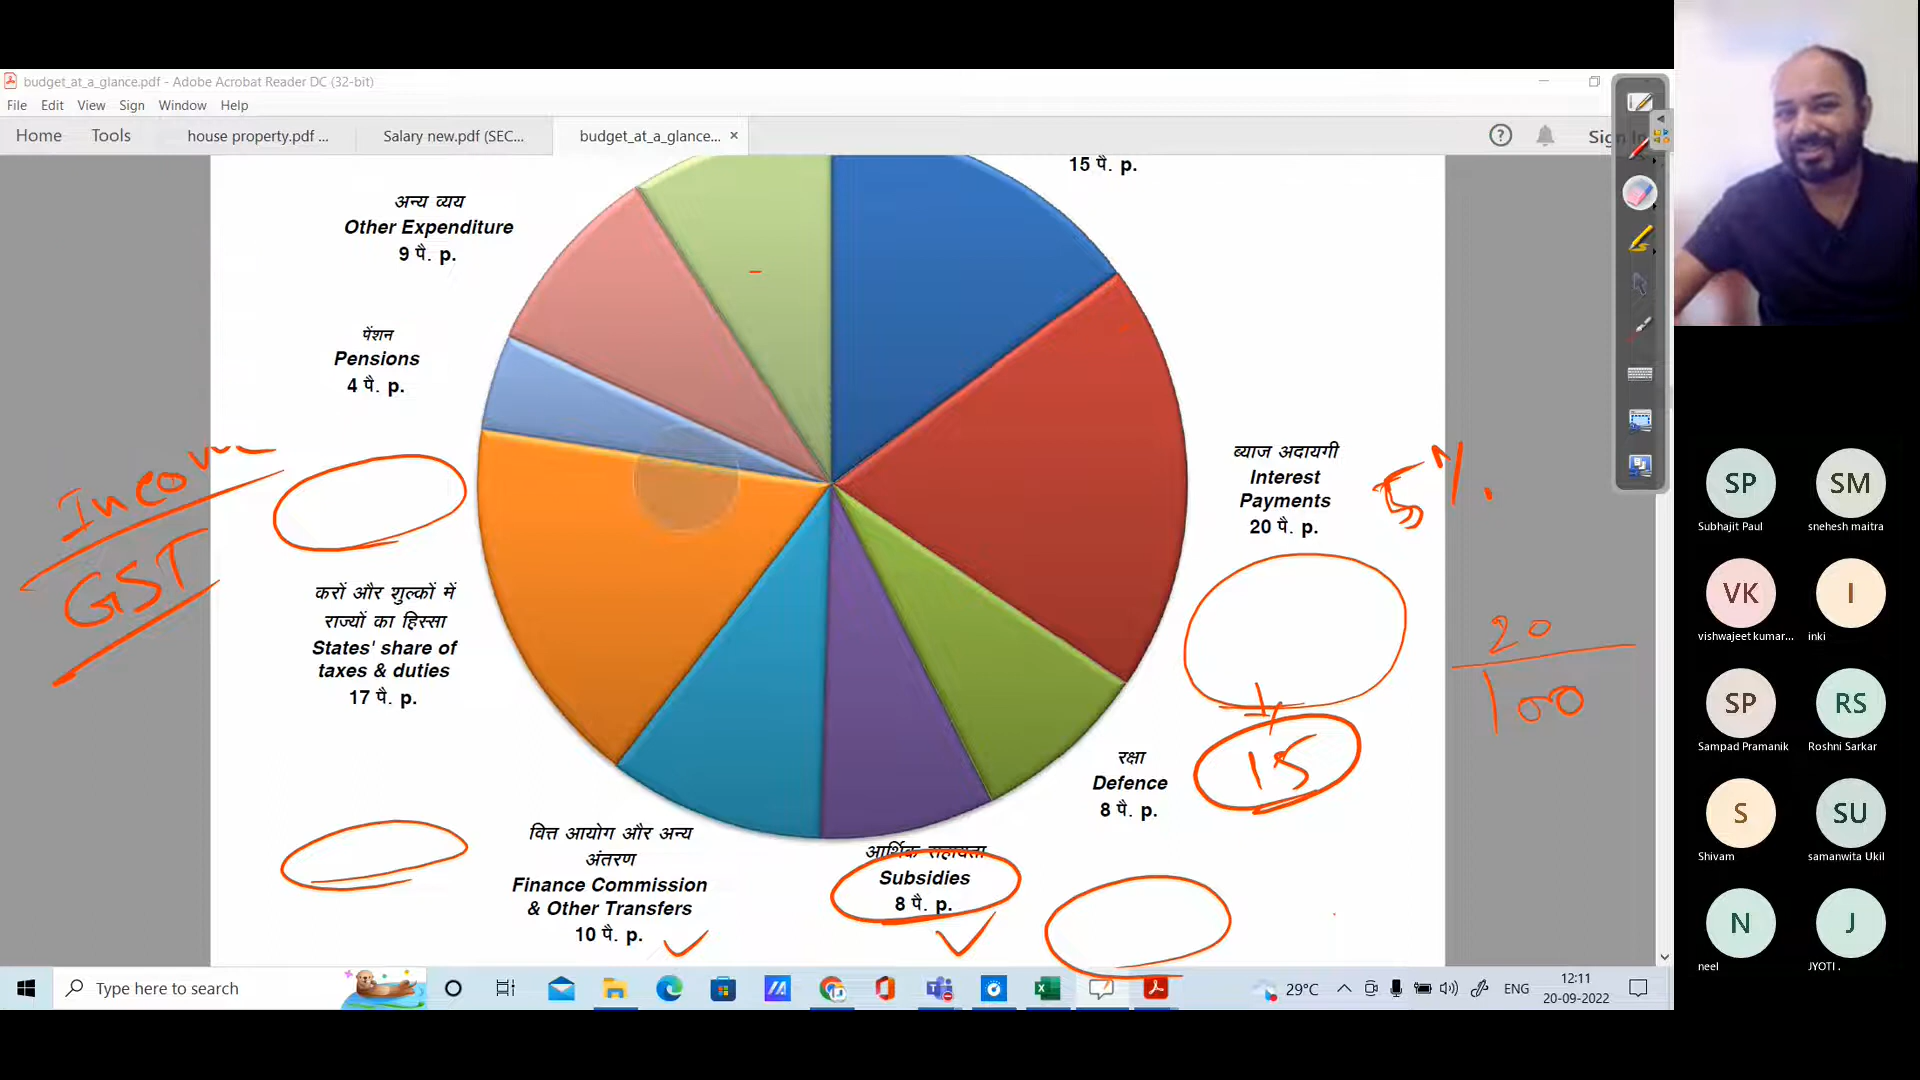 budget_at_a_glance.pdf - Adobe Acrobat Reader DC (32-bit)
File Edit View Sign Window Help
Home Tools house property.pdf ... Salary new.pdf (SEC... budget_at_a_glance... × Sign In
15 पै. p.
अन्य व्यय
Other Expenditure
9 पै. p.
पेंशन
Pensions
4 पै. p.
Income
GST
करों और शुल्कों में
राज्यों का हिस्सा
States' share of
taxes & duties
17 पै. p.
ब्याज अदायगी
Interest
Payments
20 पै. p.
5%.
20
100
15
रक्षा
Defence
8 पै. p.
वित्त आयोग और अन्य
अंतरण
Finance Commission
& Other Transfers
10 पै. p.
आर्थिक सहायता
Subsidies
8 पै. p.
SP SM
Subhajit Paul snehesh maitra
VK I
vishwajeet kumar... inki
SP RS
Sampad Pramanik Roshni Sarkar
S SU
Shivam samanwita Ukil
N J
neel JYOTI .
Type here to search
29°C ENG
12:11
20-09-2022